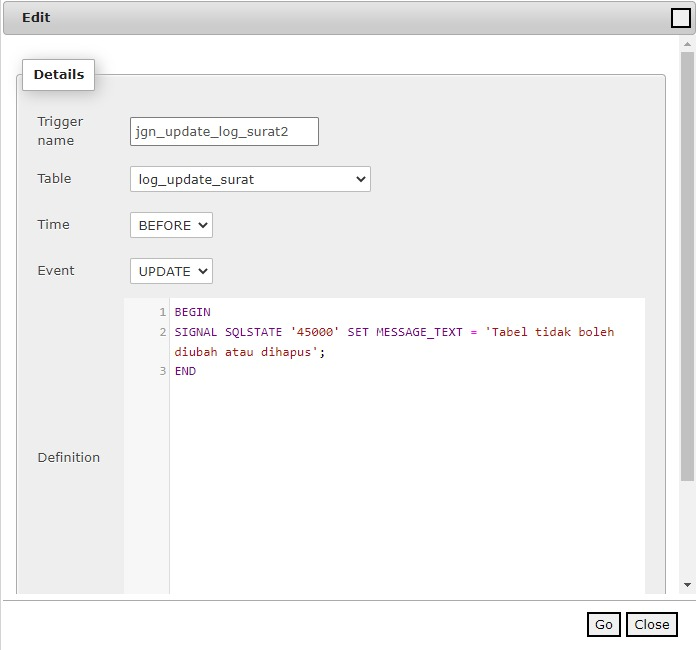 Edit
Details
Trigger
name
jgn_update_log_surat2
Table
log_update_surat
Time
BEFORE
Event
UPDATE
Definition
1 BEGIN
2 SIGNAL SQLSTATE '45000' SET MESSAGE_TEXT = 'Tabel tidak boleh
diubah atau dihapus';
3 END
Go Close